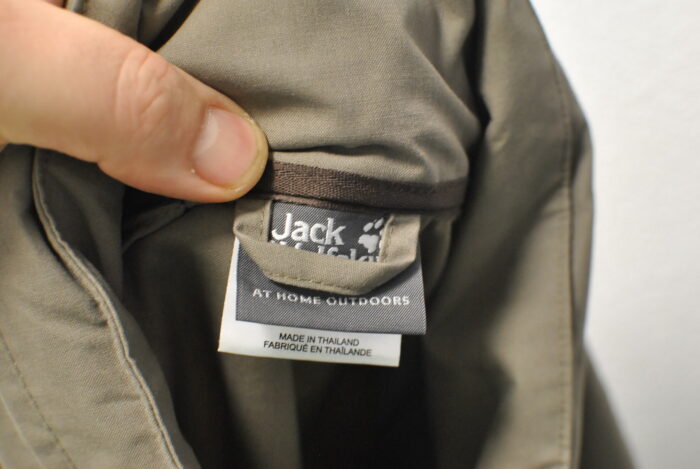 Jack
AT HOME OUTDOORS
MADE IN THAILAND
FABRIQUÉ EN THAÏLANDE